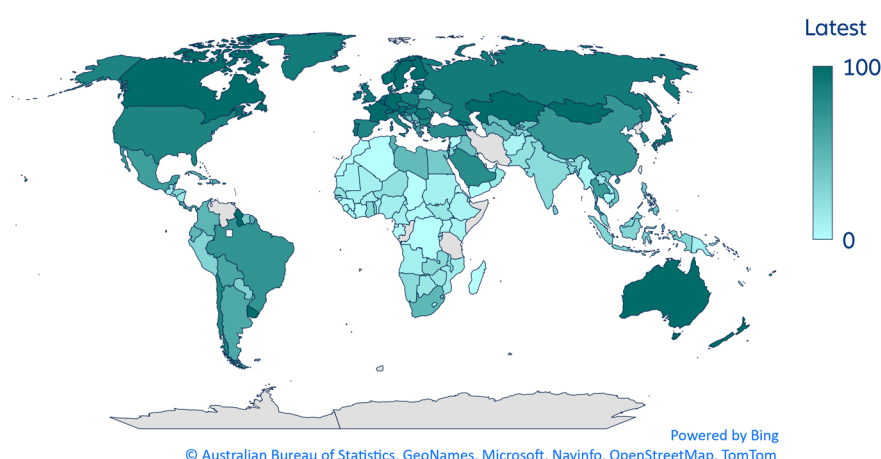 Latest
100
0
Powered by Bing
© Australian Bureau of Statistics, GeoNames, Microsoft, Navinfo, OpenStreetMap, TomTom